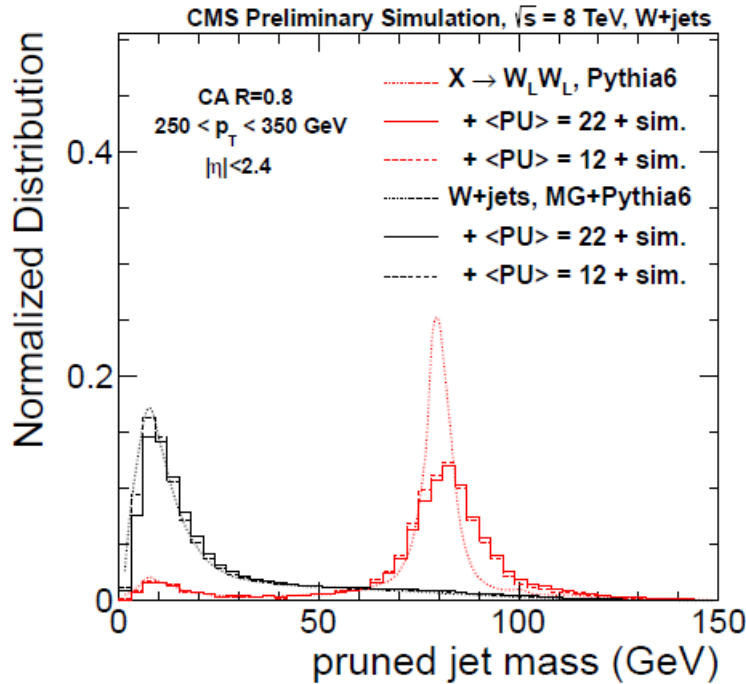 CMS Preliminary Simulation, √s = 8 TeV, W+jets
CA R=0.8
250 < p_T < 350 GeV
|η|<2.4
X → W_L W_L, Pythia6
+ <PU> = 22 + sim.
+ <PU> = 12 + sim.
W+jets, MG+Pythia6
+ <PU> = 22 + sim.
+ <PU> = 12 + sim.
Normalized Distribution
0.4
0.2
0
0 50 100 150
pruned jet mass (GeV)